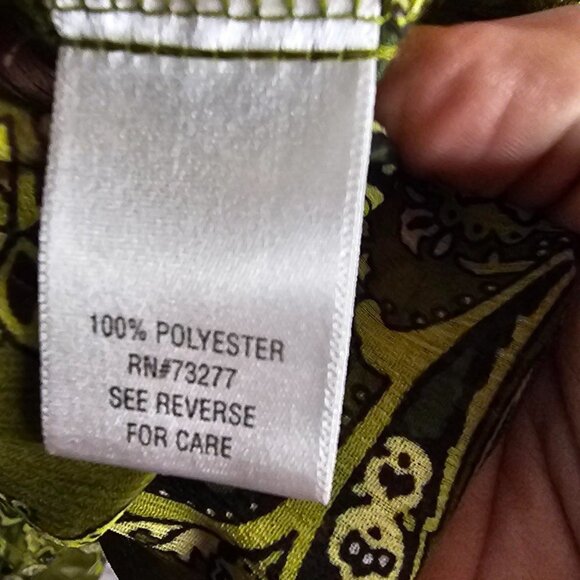 100% POLYESTER
RN#73277
SEE REVERSE
FOR CARE